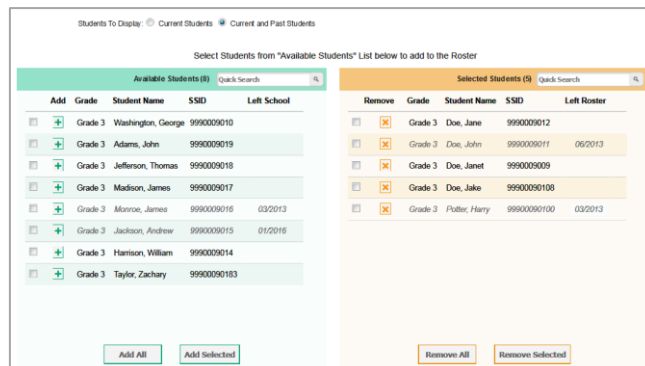 Students To Display: Current Students Current and Past Students
Select Students from "Available Students" List below to add to the Roster
Available Students (8) Quick Search
Add Grade Student Name SSID Left School
Grade 3 Washington, George 9990009010
Grade 3 Adams, John 9990009019
Grade 3 Jefferson, Thomas 9990009018
Grade 3 Madison, James 9990009017
Grade 3 Monroe, James 9990009016 03/2013
Grade 3 Jackson, Andrew 9990009015 01/2016
Grade 3 Harrison, William 9990009014
Grade 3 Taylor, Zachary 99900090183
Add All Add Selected
Selected Students (5) Quick Search
Remove Grade Student Name SSID Left Roster
Grade 3 Doe, Jane 9990009012
Grade 3 Doe, John 9990009011 06/2013
Grade 3 Doe, Janet 9990009009
Grade 3 Doe, Jake 99900090108
Grade 3 Potter, Harry 99900090100 03/2013
Remove All Remove Selected